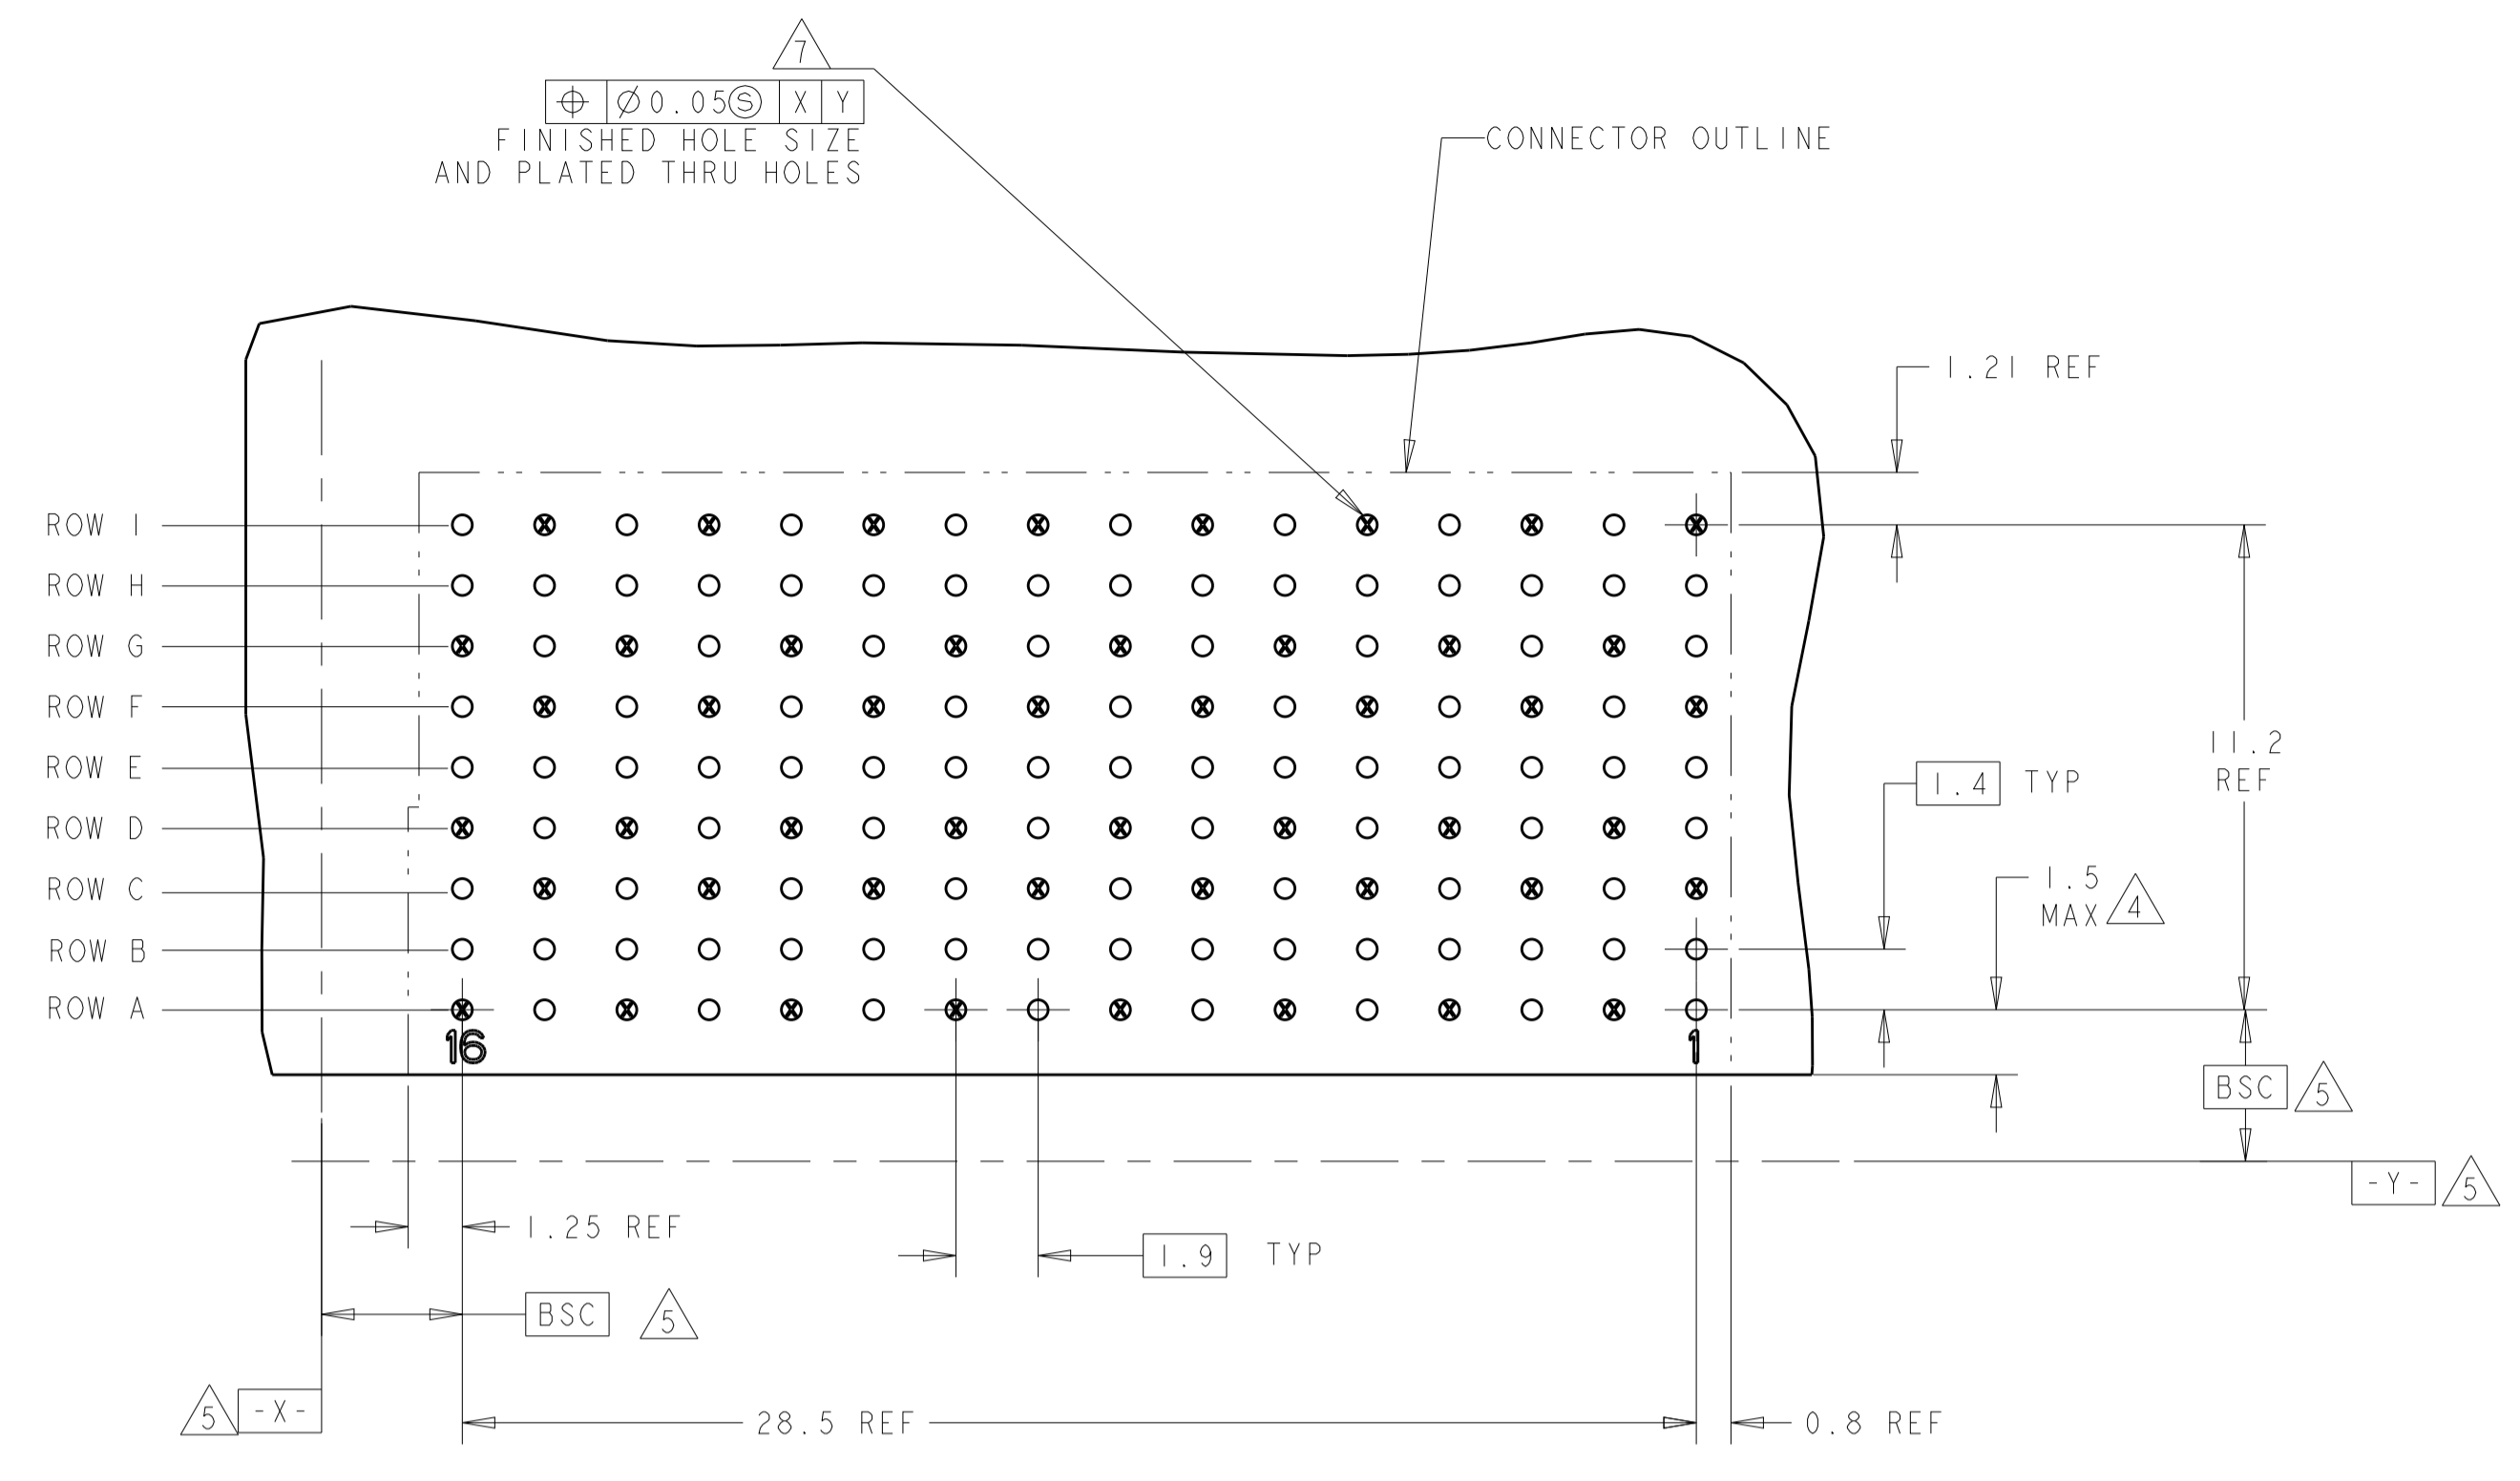 7
⌖ Ø0.05Ⓢ X Y
FINISHED HOLE SIZE
AND PLATED THRU HOLES
CONNECTOR OUTLINE
1.21 REF
ROW I
ROW H
ROW G
ROW F
ROW E
ROW D
ROW C
ROW B
ROW A
11.2
REF
1.4 TYP
1.5
MAX 4
16
1
BSC 5
-Y- 5
1.25 REF
1.9 TYP
BSC 5
5 -X-
28.5 REF
0.8 REF